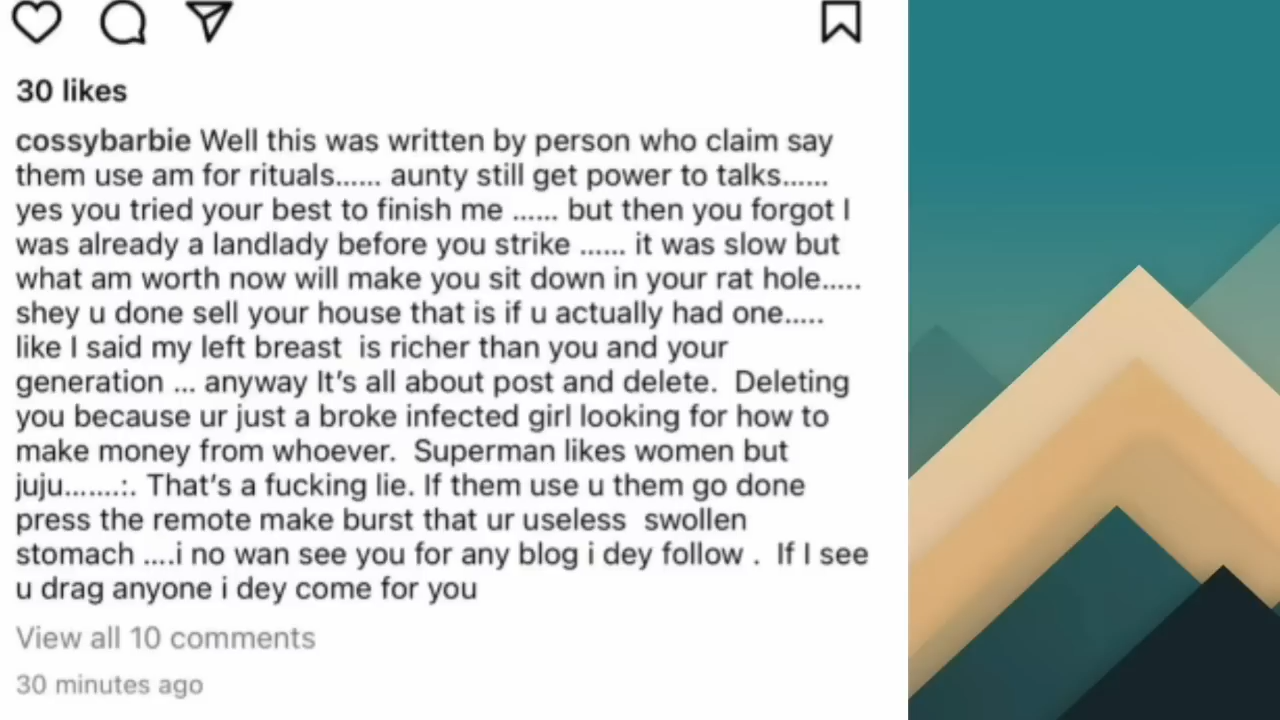 30 likes
cossybarbie Well this was written by person who claim say
them use am for rituals...... aunty still get power to talks......
yes you tried your best to finish me ...... but then you forgot I
was already a landlady before you strike ...... it was slow but
what am worth now will make you sit down in your rat hole.....
shey u done sell your house that is if u actually had one.....
like I said my left breast  is richer than you and your
generation ... anyway It's all about post and delete.  Deleting
you because ur just a broke infected girl looking for how to
make money from whoever.  Superman likes women but
juju.......:. That's a fucking lie. If them use u them go done
press the remote make burst that ur useless  swollen
stomach ....i no wan see you for any blog i dey follow .  If I see
u drag anyone i dey come for you
View all 10 comments
30 minutes ago